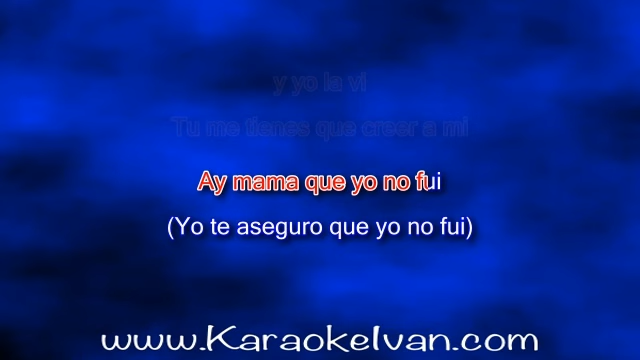 y yo la vi
Tu me tienes que creer a mi
Ay mama que yo no fui
(Yo te aseguro que yo no fui)
www.KaraokeIvan.com